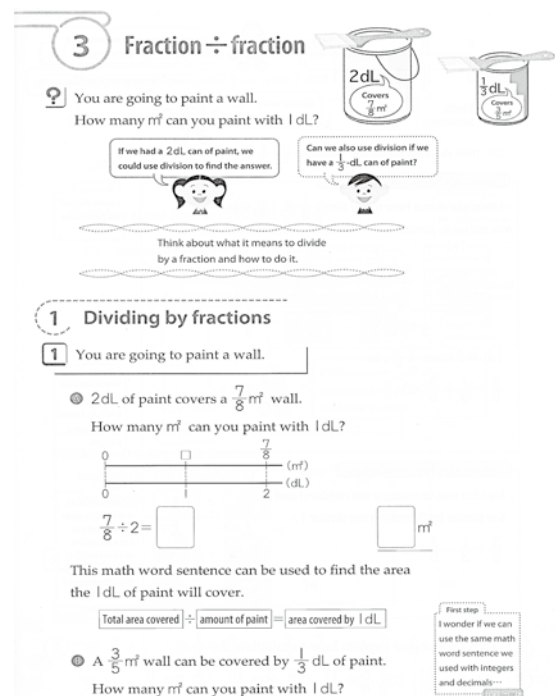 3 Fraction ÷ fraction
2dL
Covers
7/8 m²
1/3 dL
Covers
3/5 m²
? You are going to paint a wall.
How many m² can you paint with 1 dL?
If we had a 2dL can of paint, we
could use division to find the answer.
Can we also use division if we
have a 1/3-dL can of paint?
Think about what it means to divide
by a fraction and how to do it.
1 Dividing by fractions
1 You are going to paint a wall.
2dL of paint covers a 7/8 m² wall.
How many m² can you paint with 1 dL?
0 □ 7/8 (m²)
0 1 2 (dL)
7/8 ÷ 2 = □ □ m²
This math word sentence can be used to find the area
the 1 dL of paint will cover.
Total area covered ÷ amount of paint = area covered by 1 dL
A 3/5 m² wall can be covered by 1/3 dL of paint.
How many m² can you paint with 1 dL?
First step
I wonder if we can
use the same math
word sentence we
used with integers
and decimals…